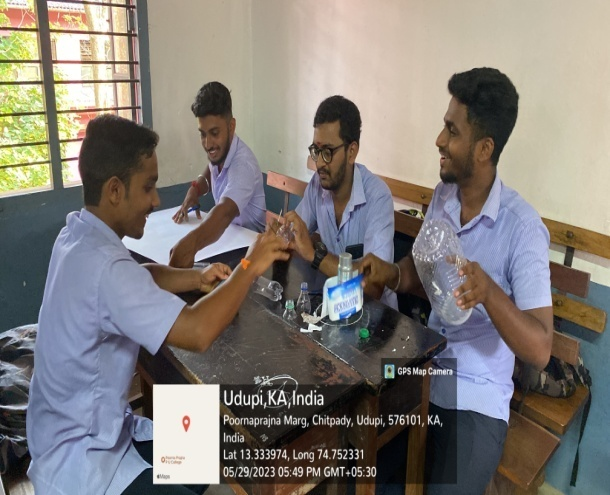 GPS Map Camera
Udupi,KA,India
Poornaprajna Marg, Chitpady, Udupi, 576101, KA,
India
Lat 13.333974, Long 74.752331
05/29/2023 05:49 PM GMT+05:30
Maps